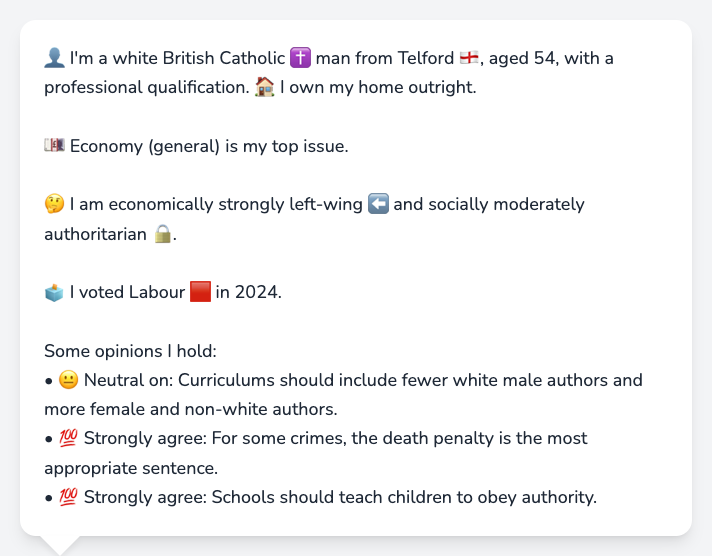 👤 I'm a white British Catholic ✝️ man from Telford 🏴󠁧󠁢󠁥󠁮󠁧󠁿, aged 54, with a
professional qualification. 🏠 I own my home outright.
💷 Economy (general) is my top issue.
🤔 I am economically strongly left-wing ⬅️ and socially moderately
authoritarian 🔒.
🗳️ I voted Labour 🟥 in 2024.
Some opinions I hold:
• 😐 Neutral on: Curriculums should include fewer white male authors and
more female and non-white authors.
• 💯 Strongly agree: For some crimes, the death penalty is the most
appropriate sentence.
• 💯 Strongly agree: Schools should teach children to obey authority.